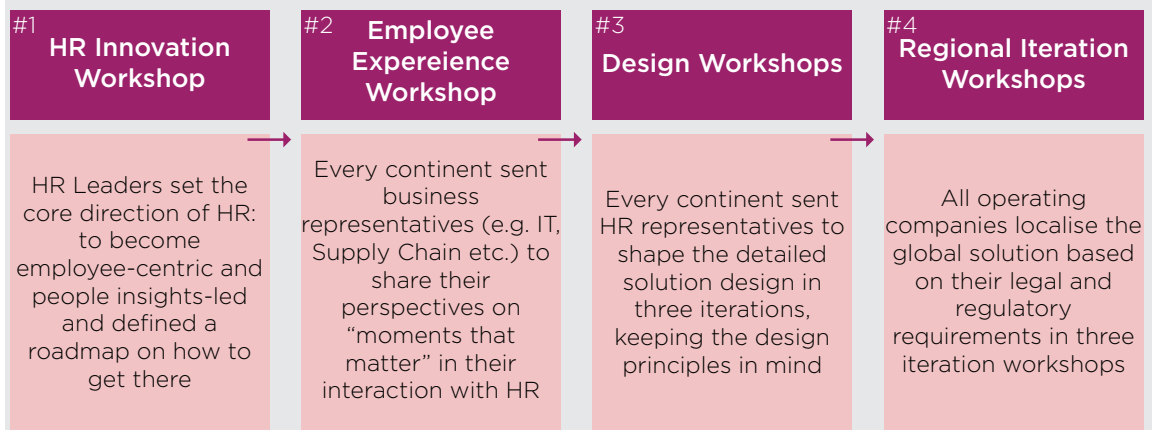 #1
HR Innovation
Workshop
HR Leaders set the
core direction of HR:
to become
employee-centric and
people insights-led
and defined a
roadmap on how to
get there
#2
Employee
Expereience
Workshop
Every continent sent
business
representatives (e.g. IT,
Supply Chain etc.) to
share their
perspectives on
“moments that
matter” in their
interaction with HR
#3
Design Workshops
Every continent sent
HR representatives to
shape the detailed
solution design in
three iterations,
keeping the design
principles in mind
#4
Regional Iteration
Workshops
All operating
companies localise the
global solution based
on their legal and
regulatory
requirements in three
iteration workshops